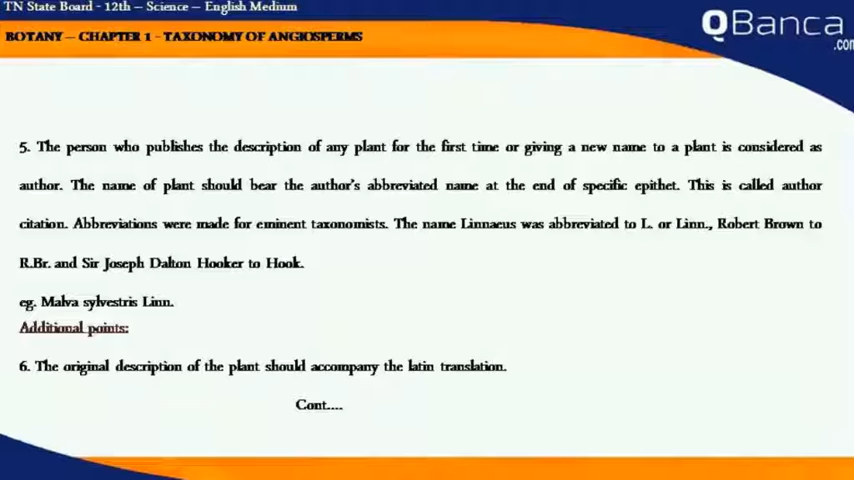 TN State Board - 12th – Science – English Medium
QBanca
.com
BOTANY – CHAPTER 1 - TAXONOMY OF ANGIOSPERMS
5. The person who publishes the description of any plant for the first time or giving a new name to a plant is considered as
author. The name of plant should bear the author's abbreviated name at the end of specific epithet. This is called author
citation. Abbreviations were made for eminent taxonomists. The name Linnaeus was abbreviated to L. or Linn., Robert Brown to
R.Br. and Sir Joseph Dalton Hooker to Hook.
eg. Malva sylvestris Linn.
Additional points:
6. The original description of the plant should accompany the latin translation.
Cont....